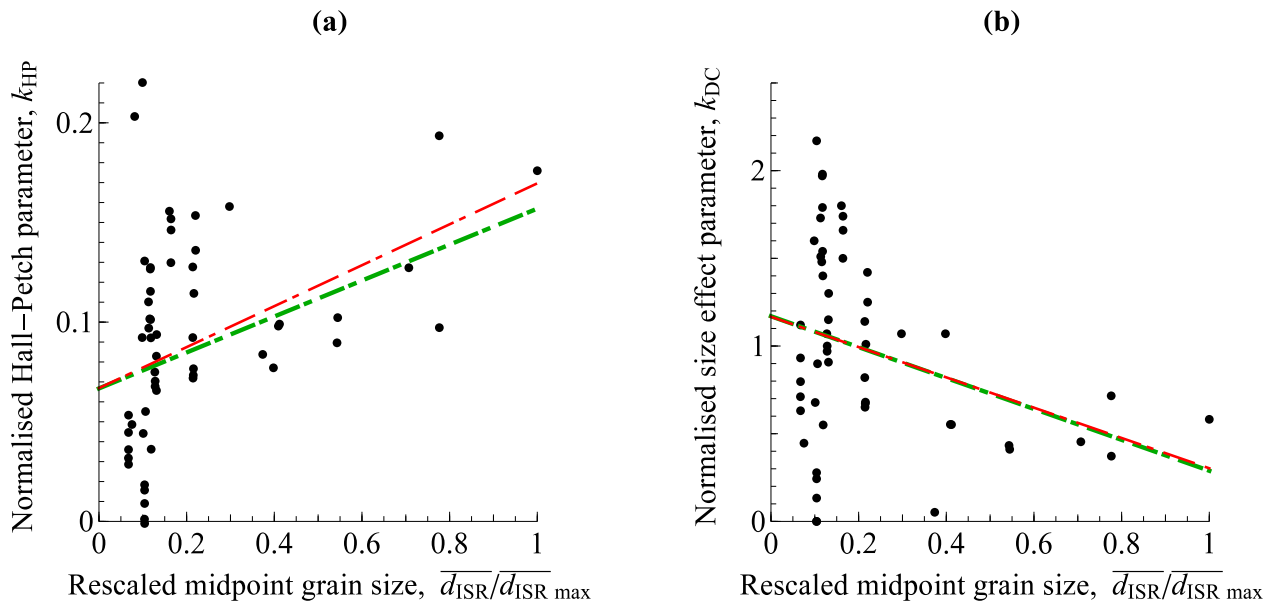 (a)
Normalised Hall–Petch parameter, kHP
0.2
0.1
0
0 0.2 0.4 0.6 0.8 1
Rescaled midpoint grain size, dISR/dISR max
(b)
Normalised size effect parameter, kDC
2
1
0
0 0.2 0.4 0.6 0.8 1
Rescaled midpoint grain size, dISR/dISR max